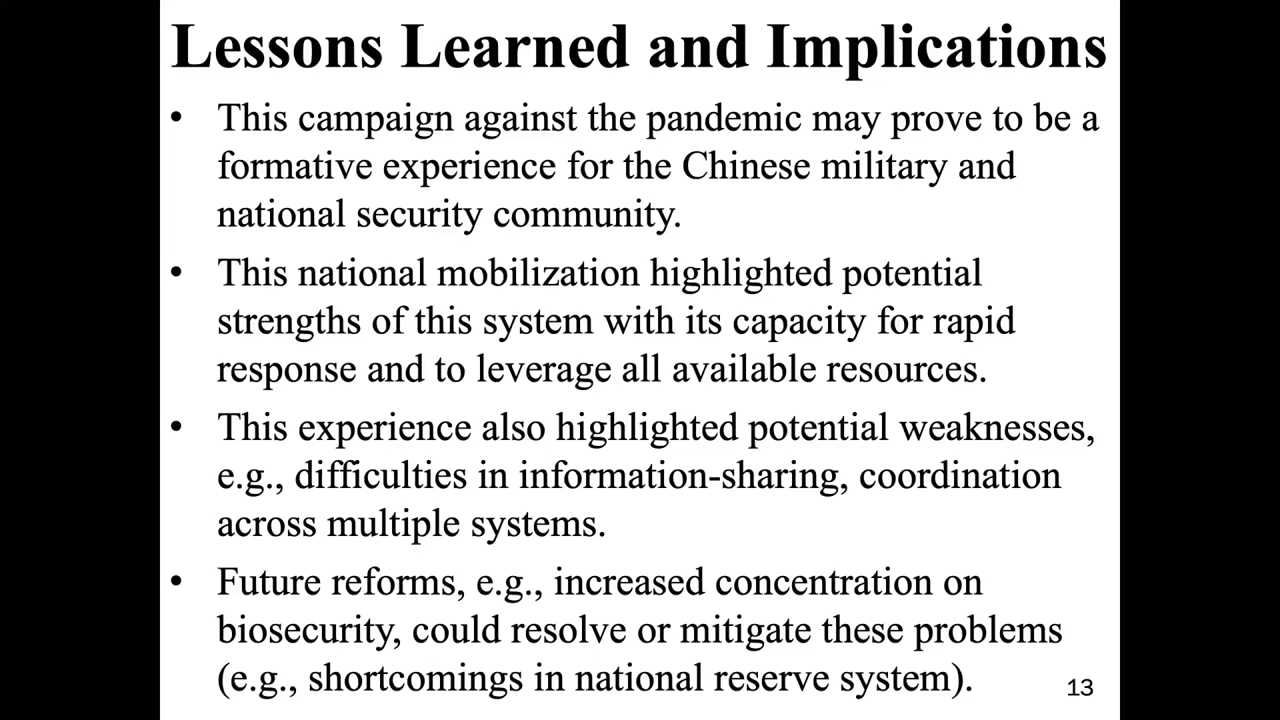 Lessons Learned and Implications
• This campaign against the pandemic may prove to be a
formative experience for the Chinese military and
national security community.
• This national mobilization highlighted potential
strengths of this system with its capacity for rapid
response and to leverage all available resources.
• This experience also highlighted potential weaknesses,
e.g., difficulties in information-sharing, coordination
across multiple systems.
• Future reforms, e.g., increased concentration on
biosecurity, could resolve or mitigate these problems
(e.g., shortcomings in national reserve system).
13